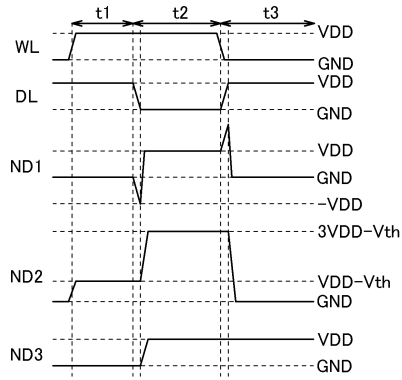 t1 t2 t3
WL VDD
GND
DL VDD
GND
ND1 VDD
GND
-VDD
3VDD-Vth
ND2 VDD-Vth
GND
ND3 VDD
GND